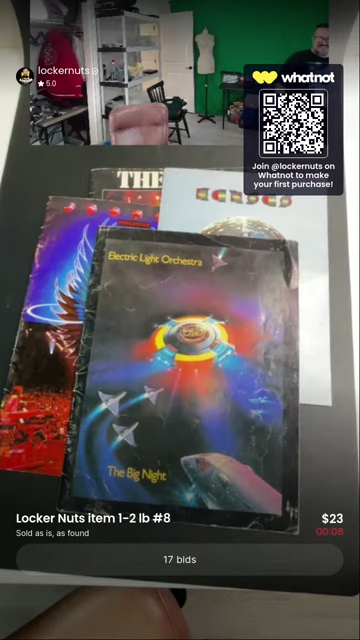 lockernuts
5.0
whatnot
Join @lockernuts on
Whatnot to make
your first purchase!
THE
KANSAS
Electric Light Orchestra
The Big Night
Locker Nuts item 1-2 lb #8
$23
Sold as is, as found
00:08
17 bids